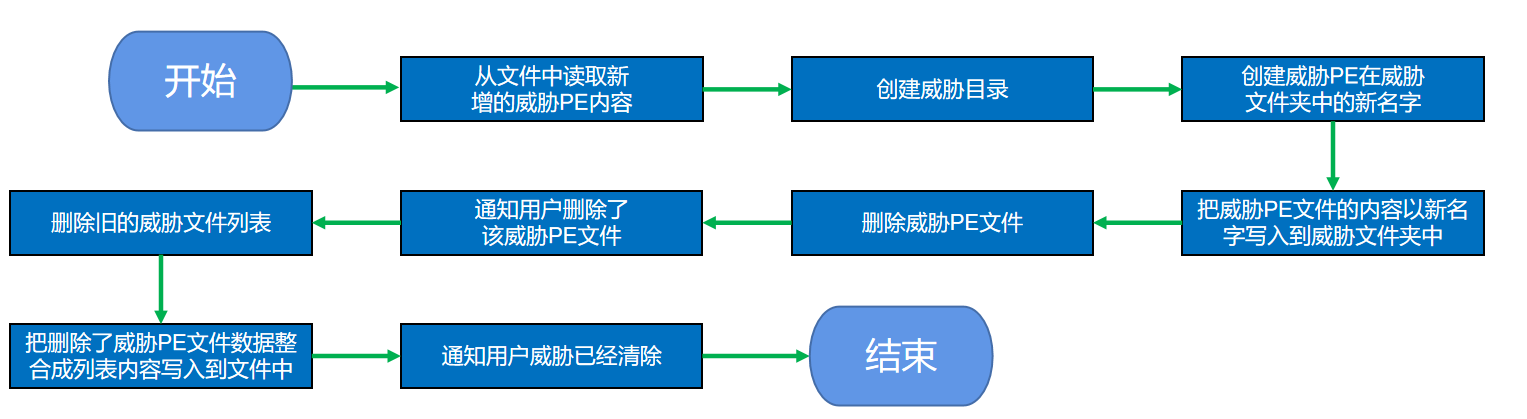 开始
从文件中读取新
增的威胁PE内容
创建威胁目录
创建威胁PE在威胁
文件夹中的新名字
把威胁PE文件的内容以新名
字写入到威胁文件夹中
删除威胁PE文件
通知用户删除了
该威胁PE文件
删除旧的威胁文件列表
把删除了威胁PE文件数据整
合成列表内容写入到文件中
通知用户威胁已经清除
结束